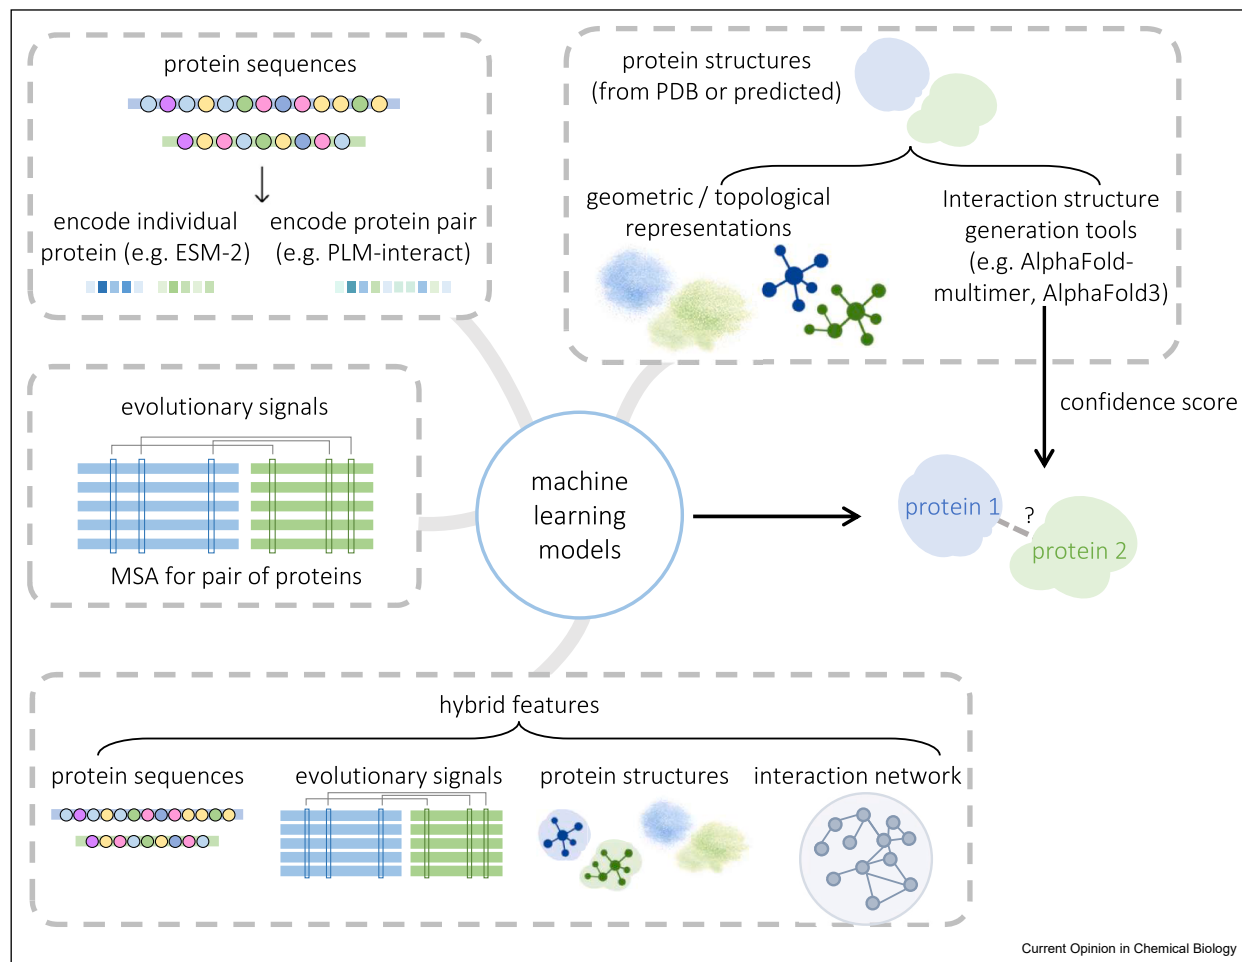 protein sequences
encode individual
protein (e.g. ESM-2)
encode protein pair
(e.g. PLM-interact)
protein structures
(from PDB or predicted)
geometric / topological
representations
Interaction structure
generation tools
(e.g. AlphaFold-
multimer, AlphaFold3)
confidence score
evolutionary signals
MSA for pair of proteins
machine
learning
models
protein 1
?
protein 2
hybrid features
protein sequences
evolutionary signals
protein structures
interaction network
Current Opinion in Chemical Biology